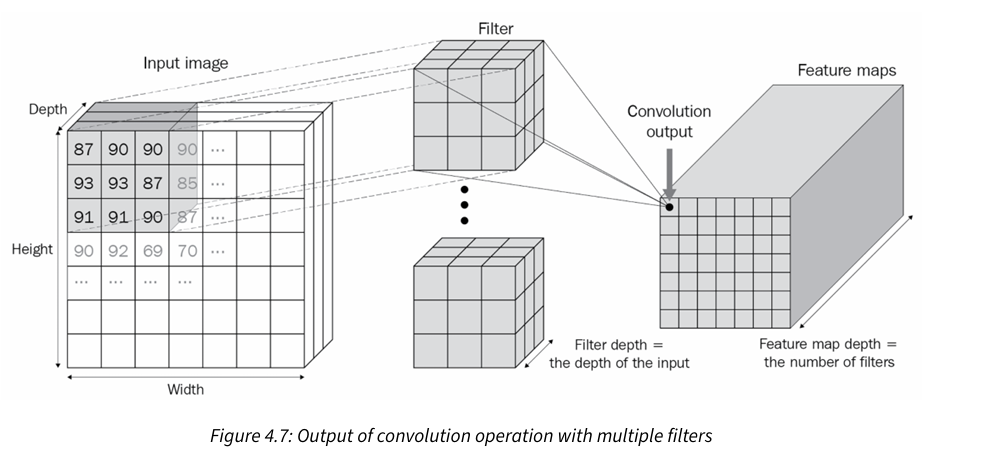 Filter
Input image
Feature maps
Depth
Convolution
output
87 90 90 90 ...
93 93 87 85 ...
91 91 90 87 ...
Height
90 92 69 70 ...
... ... ... ...
Filter depth =
the depth of the input
Feature map depth =
the number of filters
Width
Figure 4.7: Output of convolution operation with multiple filters